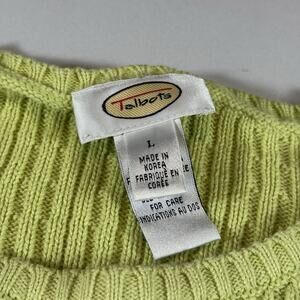 Talbots
L
MADE IN
KOREA
FABRIQUÉ EN
CORÉE
FOR CARE
INDICATIONS AU DOS